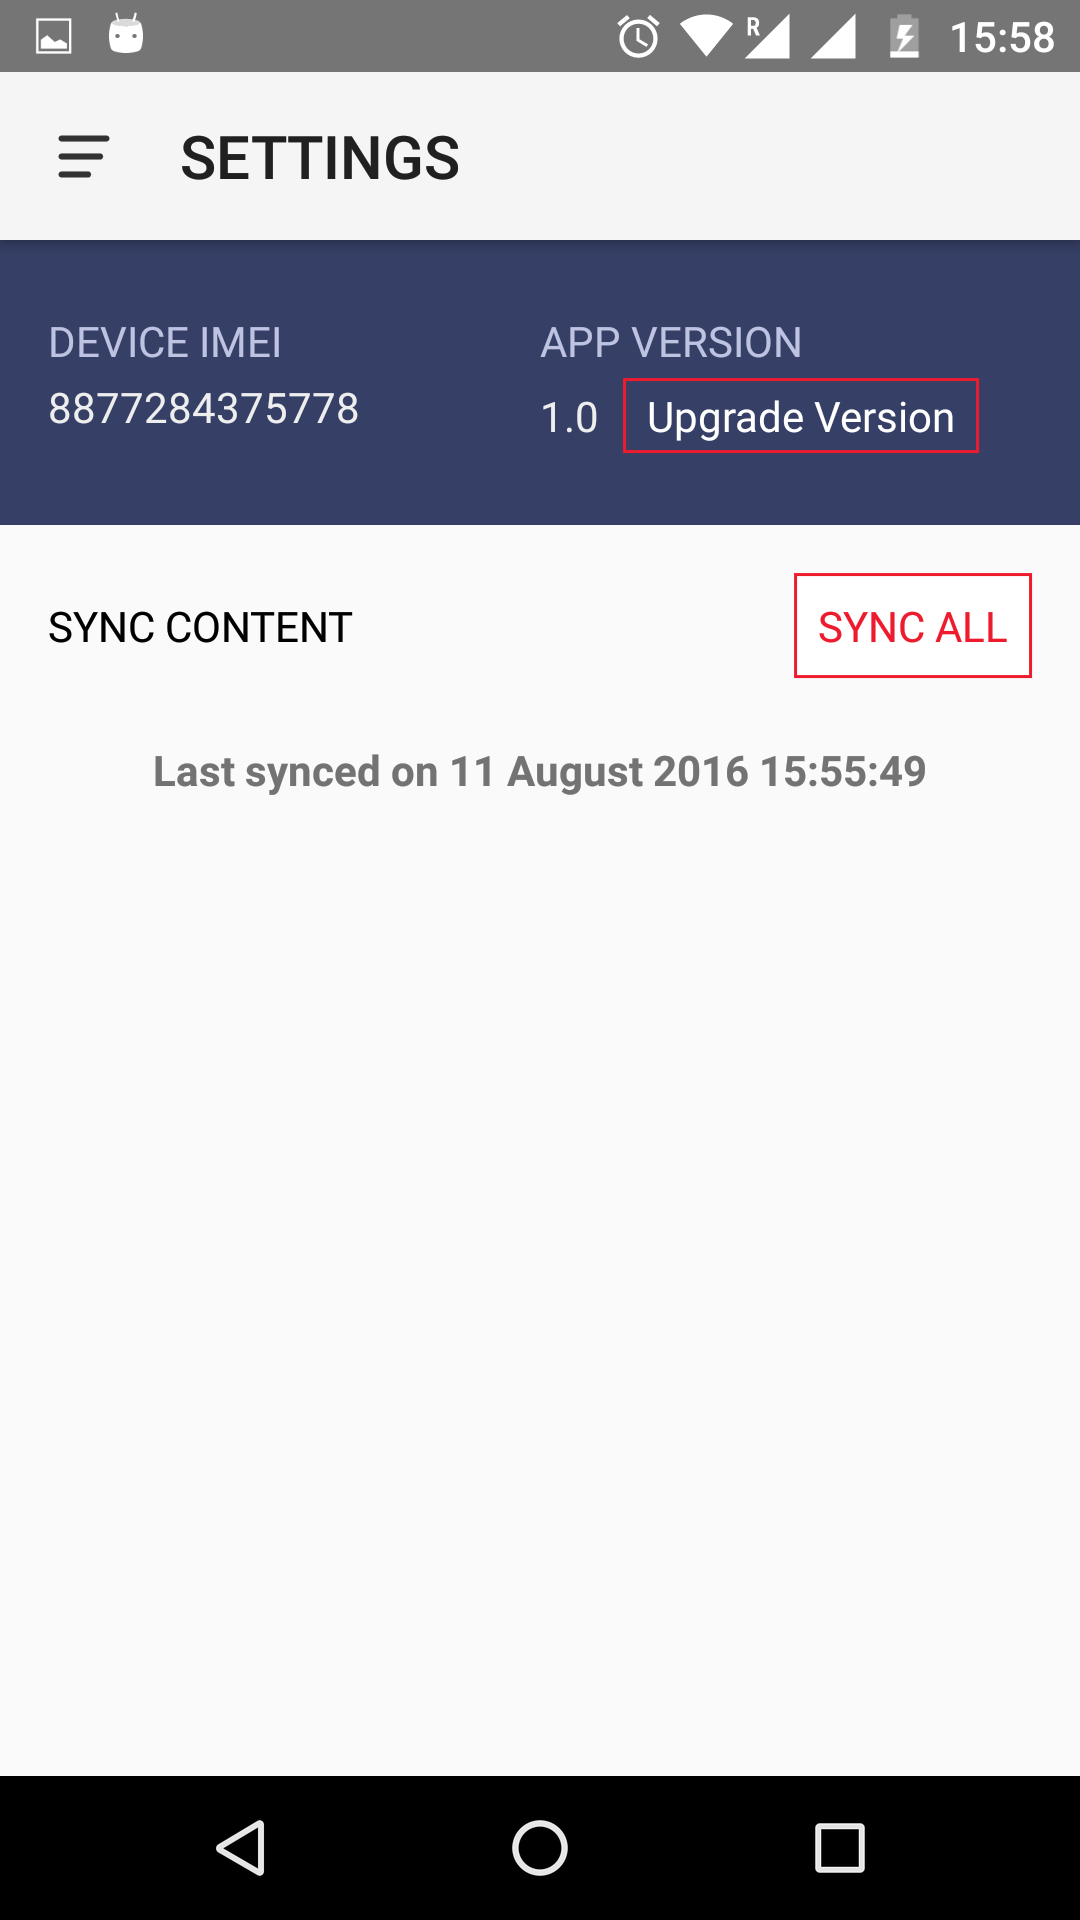 R 15:58
SETTINGS
DEVICE IMEI
8877284375778
APP VERSION
1.0 Upgrade Version
SYNC CONTENT SYNC ALL
Last synced on 11 August 2016 15:55:49